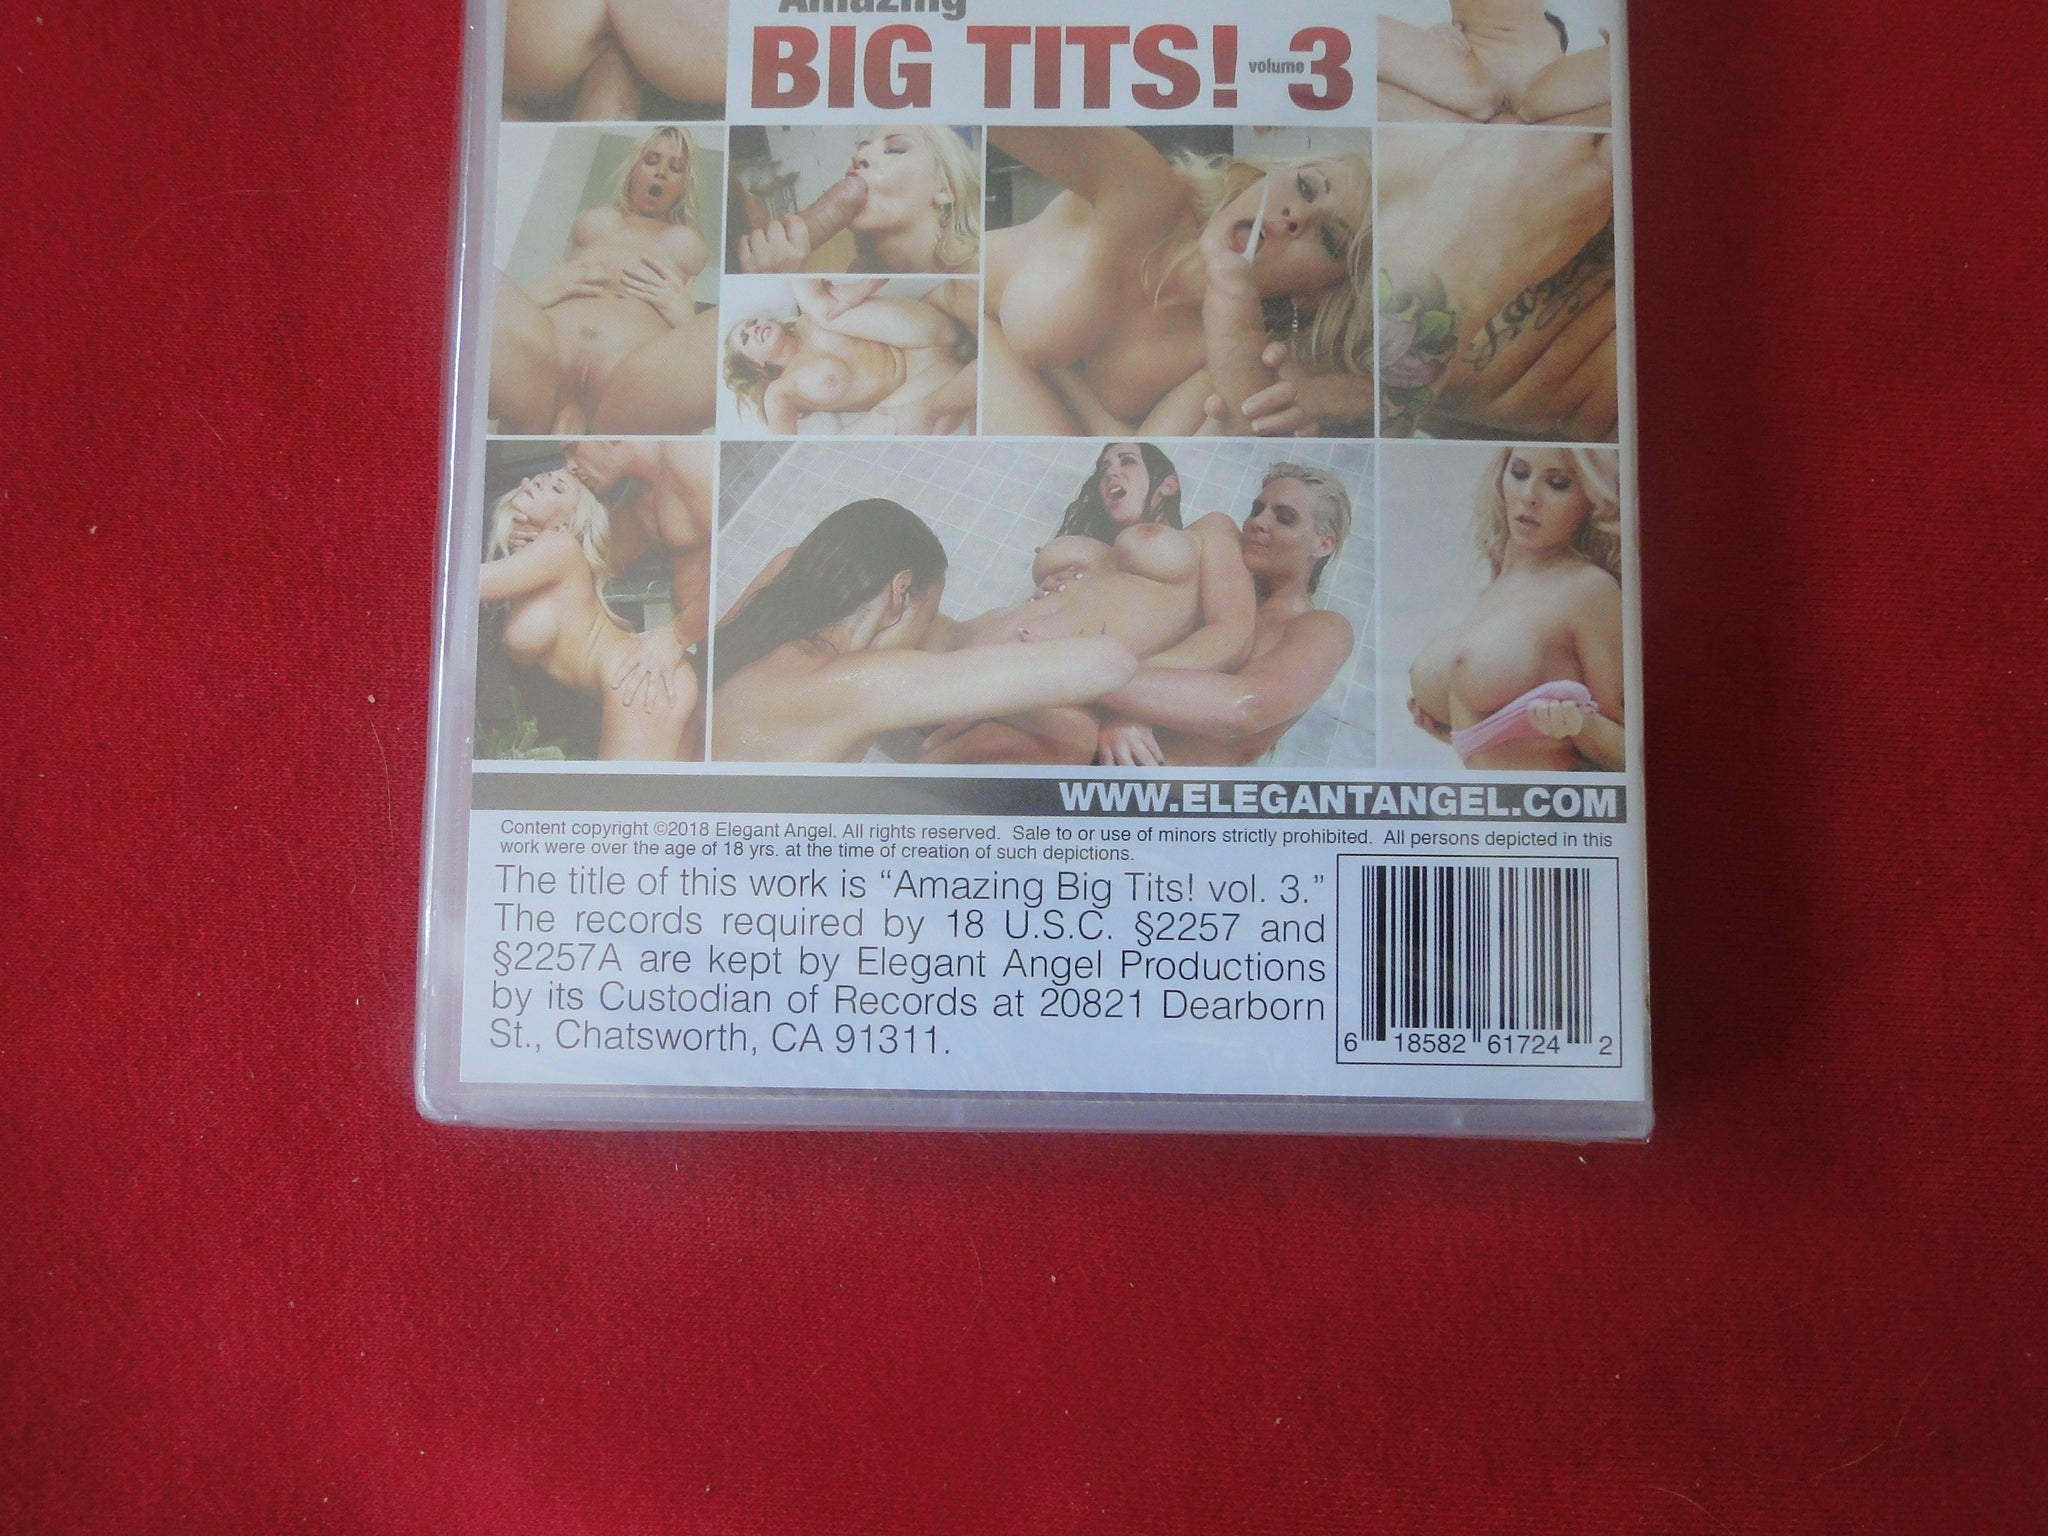 Amazing
BIG TITS! volume 3
WWW.ELEGANTANGEL.COM
Content copyright ©2018 Elegant Angel. All rights reserved. Sale to or use of minors strictly prohibited. All persons depicted in this
work were over the age of 18 yrs. at the time of creation of such depictions.
The title of this work is “Amazing Big Tits! vol. 3.”
The records required by 18 U.S.C. §2257 and
§2257A are kept by Elegant Angel Productions
by its Custodian of Records at 20821 Dearborn
St., Chatsworth, CA 91311.
6 18582 61724 2